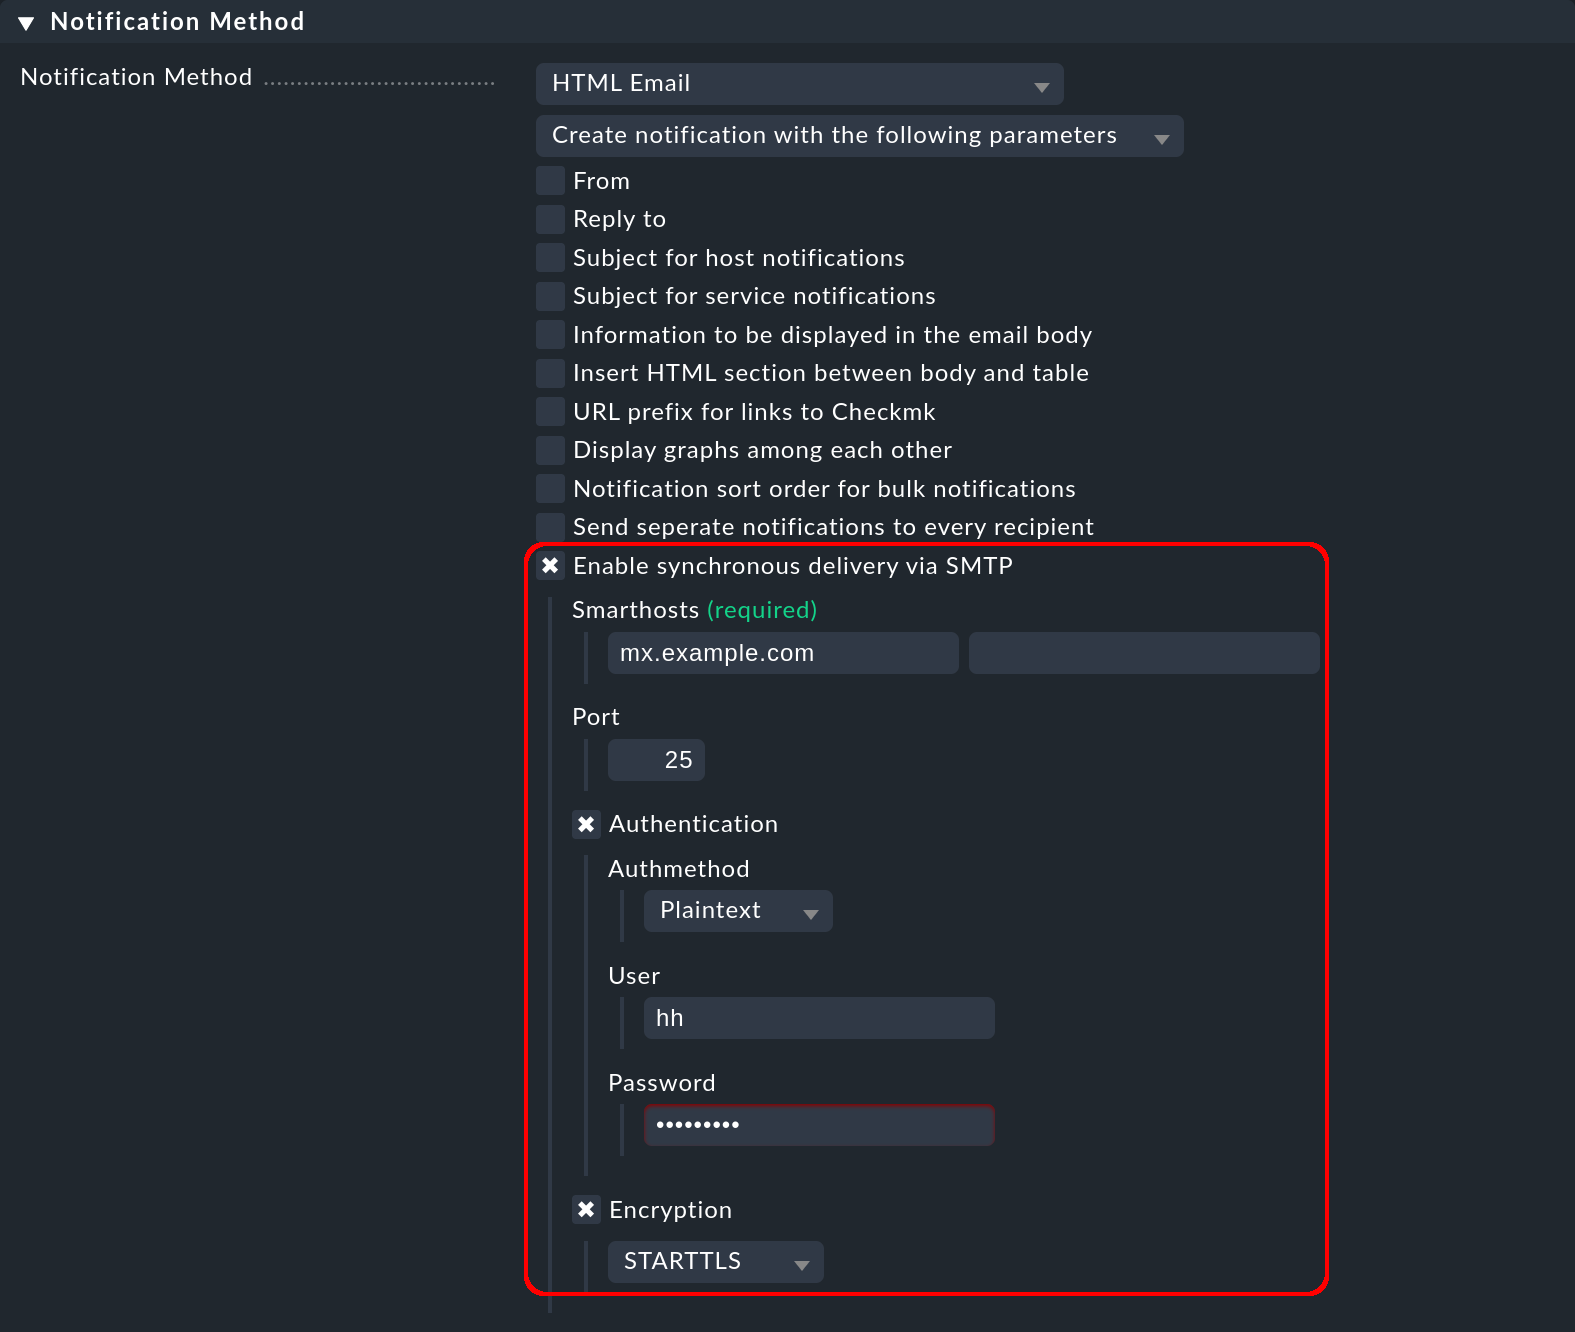 Notification Method
Notification Method
HTML Email
Create notification with the following parameters
From
Reply to
Subject for host notifications
Subject for service notifications
Information to be displayed in the email body
Insert HTML section between body and table
URL prefix for links to Checkmk
Display graphs among each other
Notification sort order for bulk notifications
Send seperate notifications to every recipient
Enable synchronous delivery via SMTP
Smarthosts (required)
mx.example.com
Port
25
Authentication
Authmethod
Plaintext
User
hh
Password
•••••••••
Encryption
STARTTLS